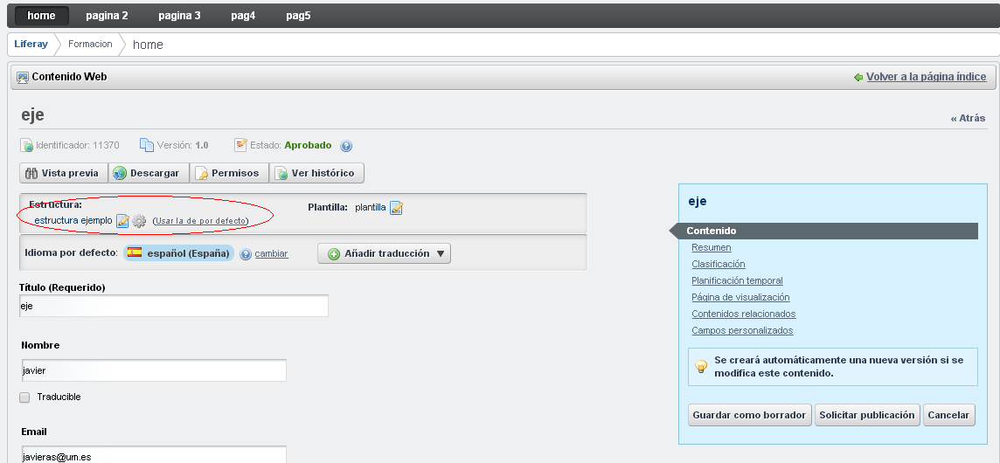 home pagina 2 pagina 3 pag4 pag5
Liferay Formacion home
Contenido Web Volver a la página índice
eje
« Atrás
Identificador: 11370 Versión: 1.0 Estado: Aprobado
Vista previa Descargar Permisos Ver histórico
Estructura:
estructura ejemplo (Usar la de por defecto)
Plantilla: plantilla
Idioma por defecto: español (España) cambiar Añadir traducción
Título (Requerido)
eje
Nombre
javier
Traducible
Email
javieras@um.es
eje
Contenido
Resumen
Clasificación
Planificación temporal
Página de visualización
Contenidos relacionados
Campos personalizados
Se creará automáticamente una nueva versión si se
modifica este contenido.
Guardar como borrador Solicitar publicación Cancelar